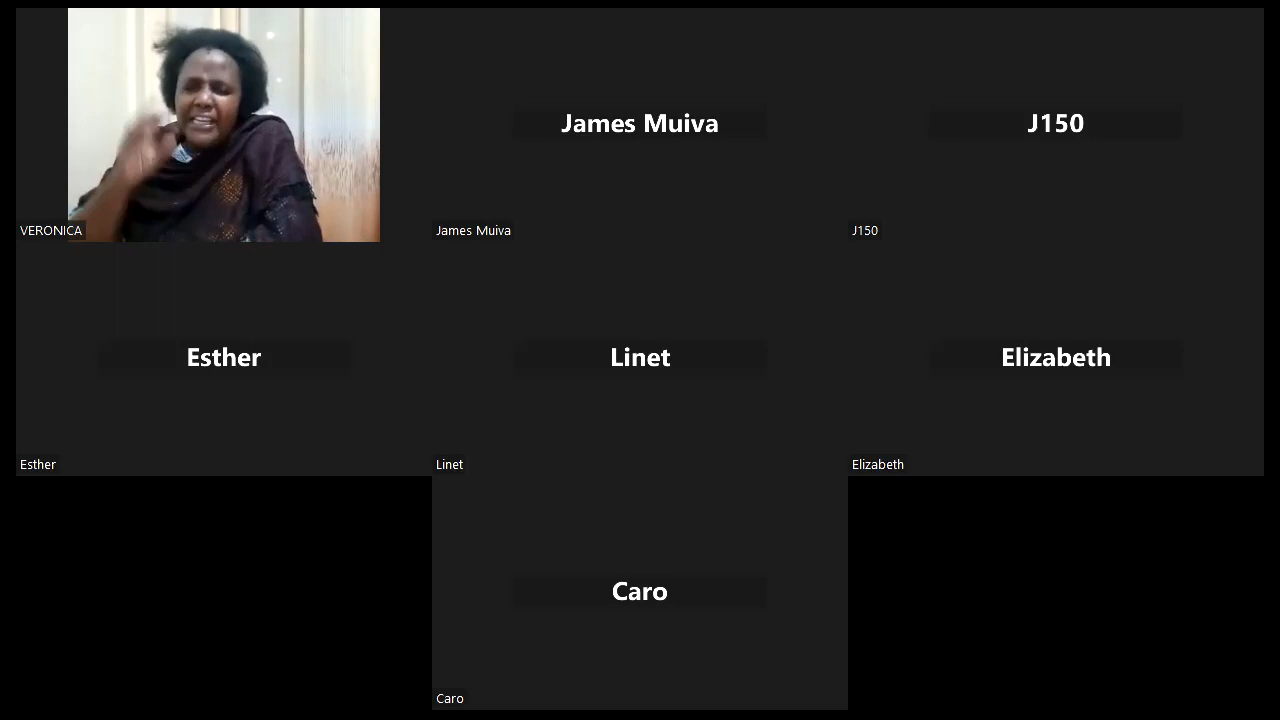 VERONICA
James Muiva
James Muiva
J150
J150
Esther
Esther
Linet
Linet
Elizabeth
Elizabeth
Caro
Caro